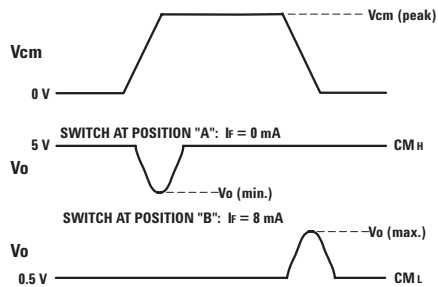 Vcm (peak)
Vcm
0 V
SWITCH AT POSITION "A": IF = 0 mA
5 V
CMH
Vo
Vo (min.)
SWITCH AT POSITION "B": IF = 8 mA
Vo (max.)
Vo
0.5 V
CML